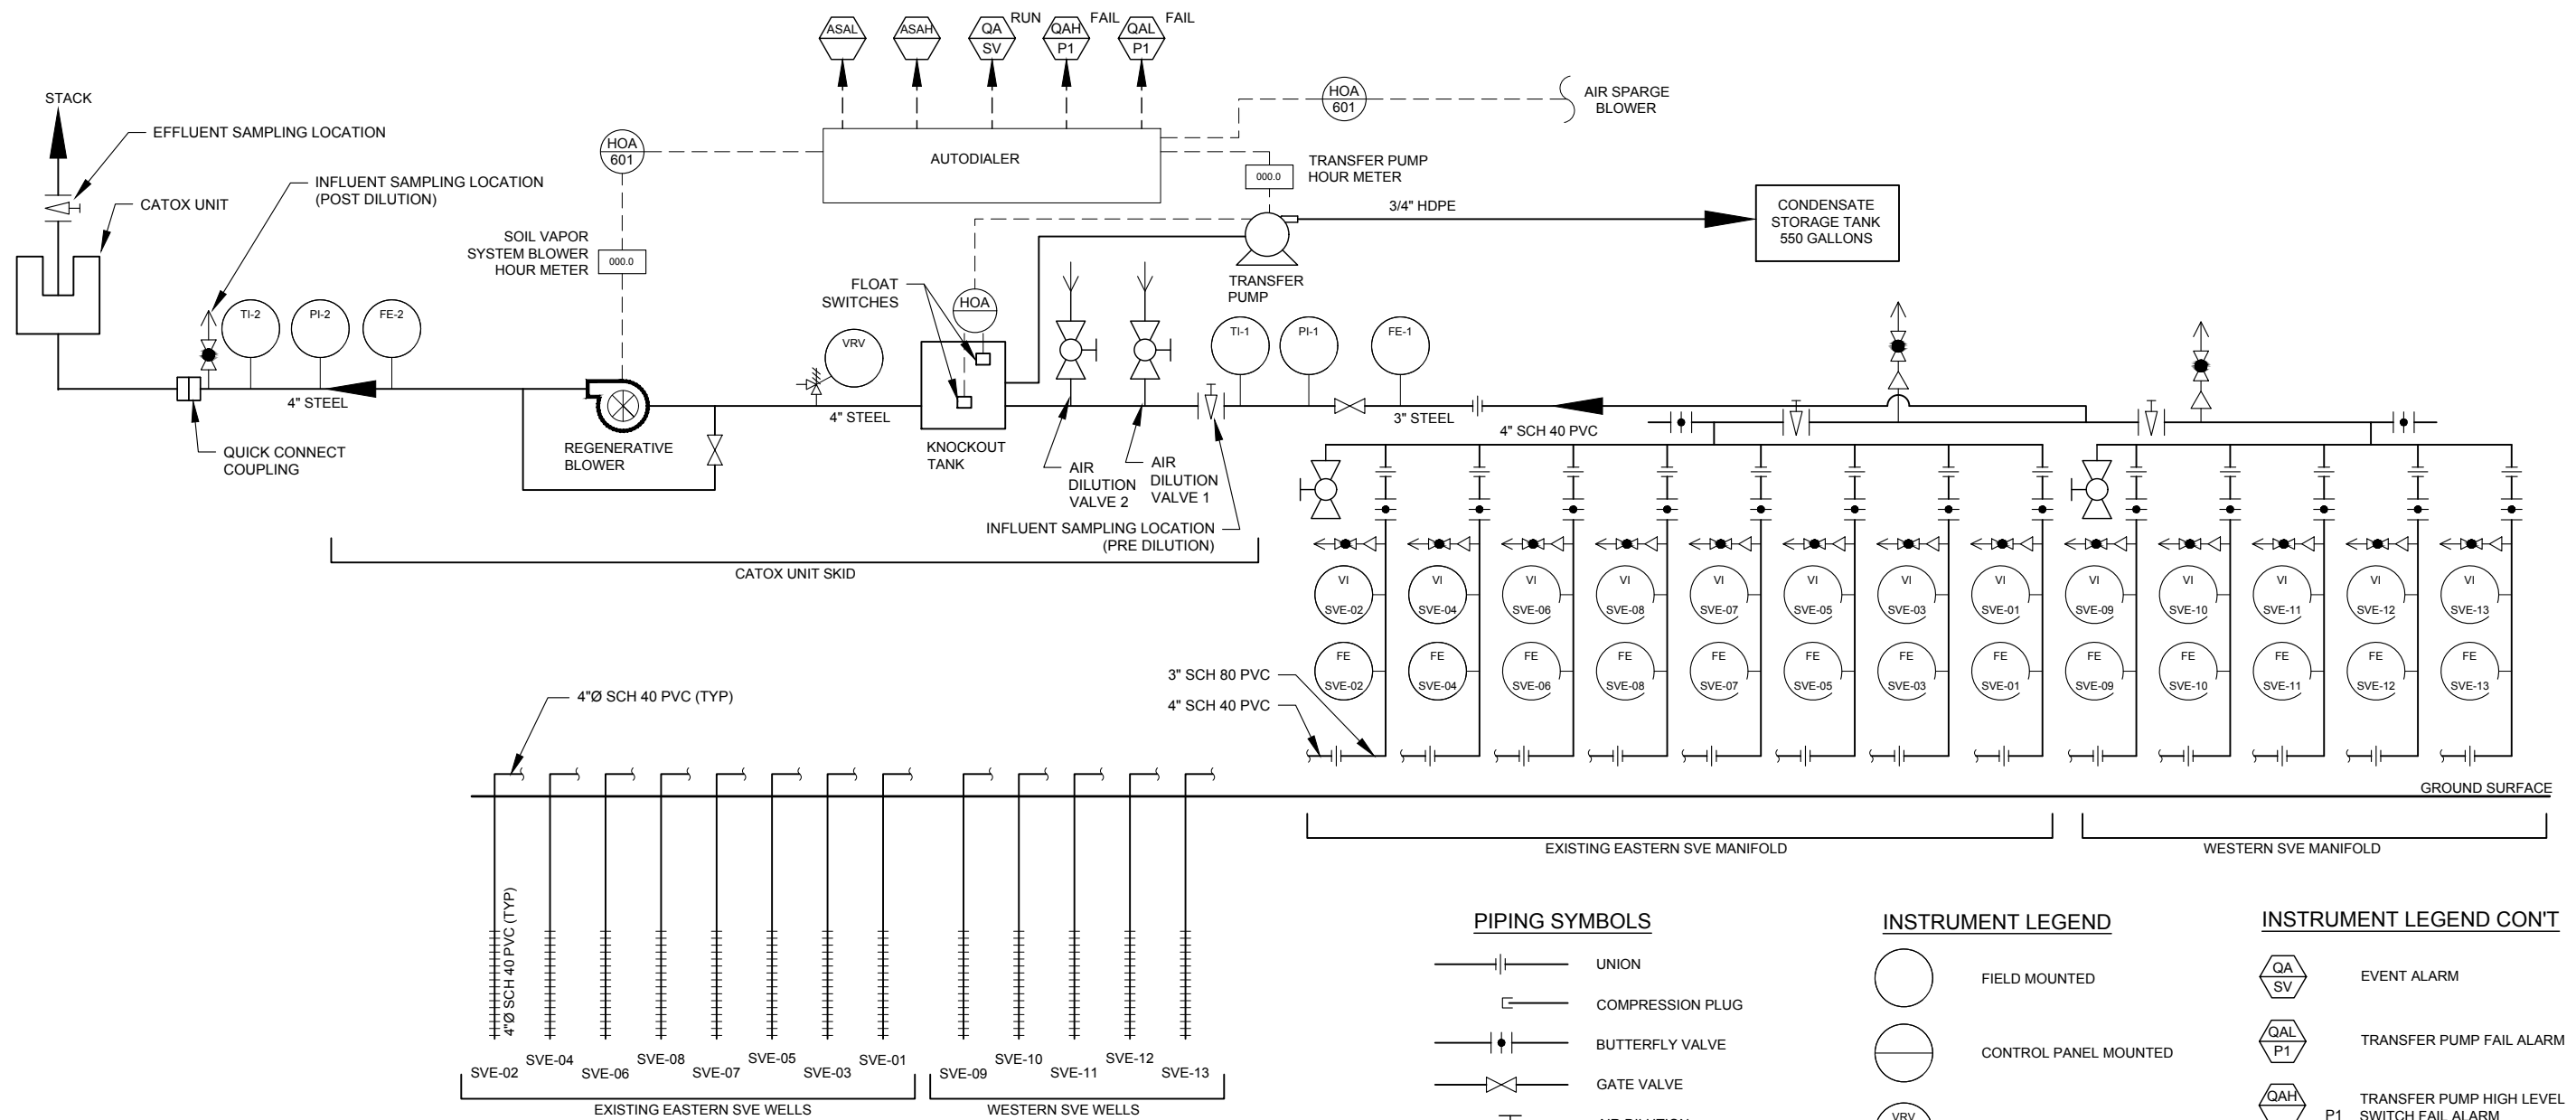 ASAL
ASAH
QA
SV
RUN
QAH
P1
FAIL
QAL
P1
FAIL
STACK
EFFLUENT SAMPLING LOCATION
CATOX UNIT
INFLUENT SAMPLING LOCATION
(POST DILUTION)
HOA
601
AUTODIALER
HOA
601
AIR SPARGE
BLOWER
TRANSFER PUMP
HOUR METER
000.0
3/4" HDPE
CONDENSATE
STORAGE TANK
550 GALLONS
SOIL VAPOR
SYSTEM BLOWER
HOUR METER
000.0
FLOAT
SWITCHES
HOA
TRANSFER
PUMP
TI-2
PI-2
FE-2
VRV
TI-1
PI-1
FE-1
4" STEEL
4" STEEL
3" STEEL
4" SCH 40 PVC
QUICK CONNECT
COUPLING
REGENERATIVE
BLOWER
KNOCKOUT
TANK
AIR
DILUTION
VALVE 2
AIR
DILUTION
VALVE 1
INFLUENT SAMPLING LOCATION
(PRE DILUTION)
CATOX UNIT SKID
VI
SVE-02
VI
SVE-04
VI
SVE-06
VI
SVE-08
VI
SVE-07
VI
SVE-05
VI
SVE-03
VI
SVE-01
VI
SVE-09
VI
SVE-10
VI
SVE-11
VI
SVE-12
VI
SVE-13
FE
SVE-02
FE
SVE-04
FE
SVE-06
FE
SVE-08
FE
SVE-07
FE
SVE-05
FE
SVE-03
FE
SVE-01
FE
SVE-09
FE
SVE-10
FE
SVE-11
FE
SVE-12
FE
SVE-13
3" SCH 80 PVC
4" SCH 40 PVC
4"Ø SCH 40 PVC (TYP)
GROUND SURFACE
EXISTING EASTERN SVE MANIFOLD
WESTERN SVE MANIFOLD
4"Ø SCH 40 PVC (TYP)
SVE-02
SVE-04
SVE-06
SVE-08
SVE-07
SVE-05
SVE-03
SVE-01
SVE-09
SVE-10
SVE-11
SVE-12
SVE-13
EXISTING EASTERN SVE WELLS
WESTERN SVE WELLS
PIPING SYMBOLS
UNION
COMPRESSION PLUG
BUTTERFLY VALVE
GATE VALVE
AIR DILUTION
INSTRUMENT LEGEND
FIELD MOUNTED
CONTROL PANEL MOUNTED
VRV
INSTRUMENT LEGEND CON'T
QA
SV
EVENT ALARM
QAL
P1
TRANSFER PUMP FAIL ALARM
QAH
P1
TRANSFER PUMP HIGH LEVEL
SWITCH FAIL ALARM